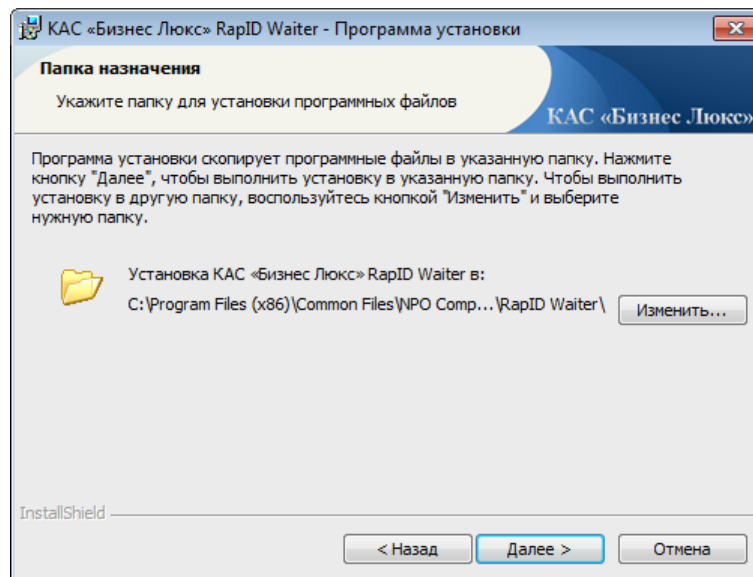 КАС «Бизнес Люкс» RapID Waiter - Программа установки
Папка назначения
Укажите папку для установки программных файлов
КАС «Бизнес Люкс»
Программа установки скопирует программные файлы в указанную папку. Нажмите
кнопку "Далее", чтобы выполнить установку в указанную папку. Чтобы выполнить
установку в другую папку, воспользуйтесь кнопкой "Изменить" и выберите
нужную папку.
Установка КАС «Бизнес Люкс» RapID Waiter в:
C:\Program Files (x86)\Common Files\NPO Comp...\RapID Waiter\
Изменить...
InstallShield
< Назад
Далее >
Отмена